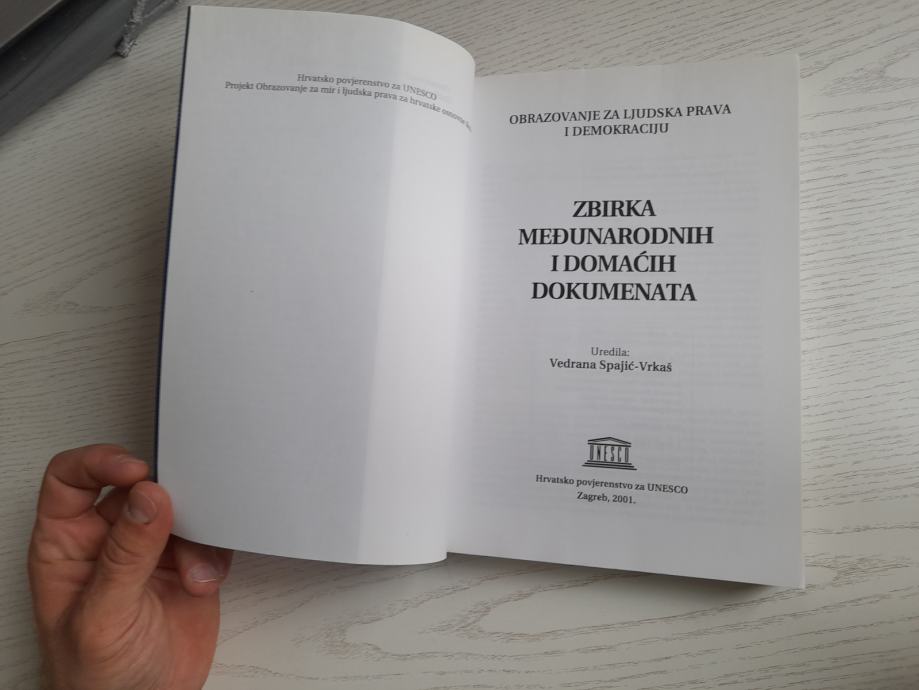 Hrvatsko povjerenstvo za UNESCO
Projekt Obrazovanje za mir i ljudska prava za hrvatske osnovne
OBRAZOVANJE ZA LJUDSKA PRAVA
I DEMOKRACIJU
ZBIRKA
MEĐUNARODNIH
I DOMAĆIH
DOKUMENATA
Uredila:
Vedrana Spajić-Vrkaš
UNESCO
Hrvatsko povjerenstvo za UNESCO
Zagreb, 2001.